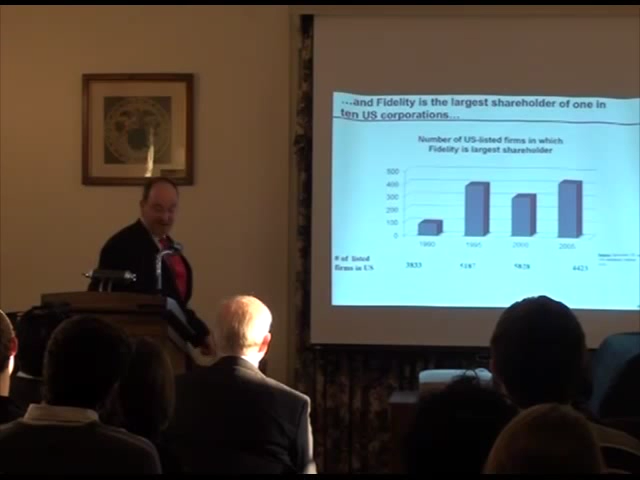 …and Fidelity is the largest shareholder of one in
ten US corporations…
Number of US-listed firms in which
Fidelity is largest shareholder
500
400
300
200
100
0
1990 1995 2000 2005
# of listed
firms in US